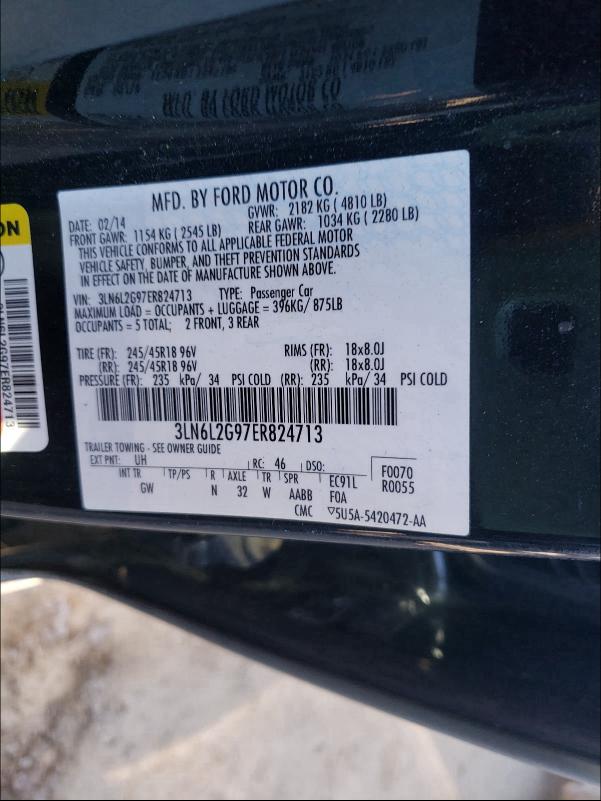 MFD. BY FORD MOTOR CO.
DATE: 02/14 GVWR: 2182 KG ( 4810 LB)
FRONT GAWR: 1154 KG ( 2545 LB) REAR GAWR: 1034 KG ( 2280 LB)
THIS VEHICLE CONFORMS TO ALL APPLICABLE FEDERAL MOTOR
VEHICLE SAFETY, BUMPER, AND THEFT PREVENTION STANDARDS
IN EFFECT ON THE DATE OF MANUFACTURE SHOWN ABOVE.
VIN: 3LN6L2G97ER824713 TYPE: Passenger Car
MAXIMUM LOAD = OCCUPANTS + LUGGAGE = 396KG/ 875LB
OCCUPANTS = 5 TOTAL; 2 FRONT, 3 REAR
TIRE (FR): 245/45R18 96V RIMS (FR): 18x8.0J
(RR): 245/45R18 96V (RR): 18x8.0J
PRESSURE (FR): 235 kPa/ 34 PSI COLD (RR): 235 kPa/ 34 PSI COLD
3LN6L2G97ER824713
TRAILER TOWING - SEE OWNER GUIDE
EXT PNT: UH RC: 46 DSO: F0070
INT TR TP/PS R AXLE TR SPR EC91L R0055
GW N 32 W AABB FOA
CMC ▽5U5A-5420472-AA
ON
3LN6L2G97ER824713